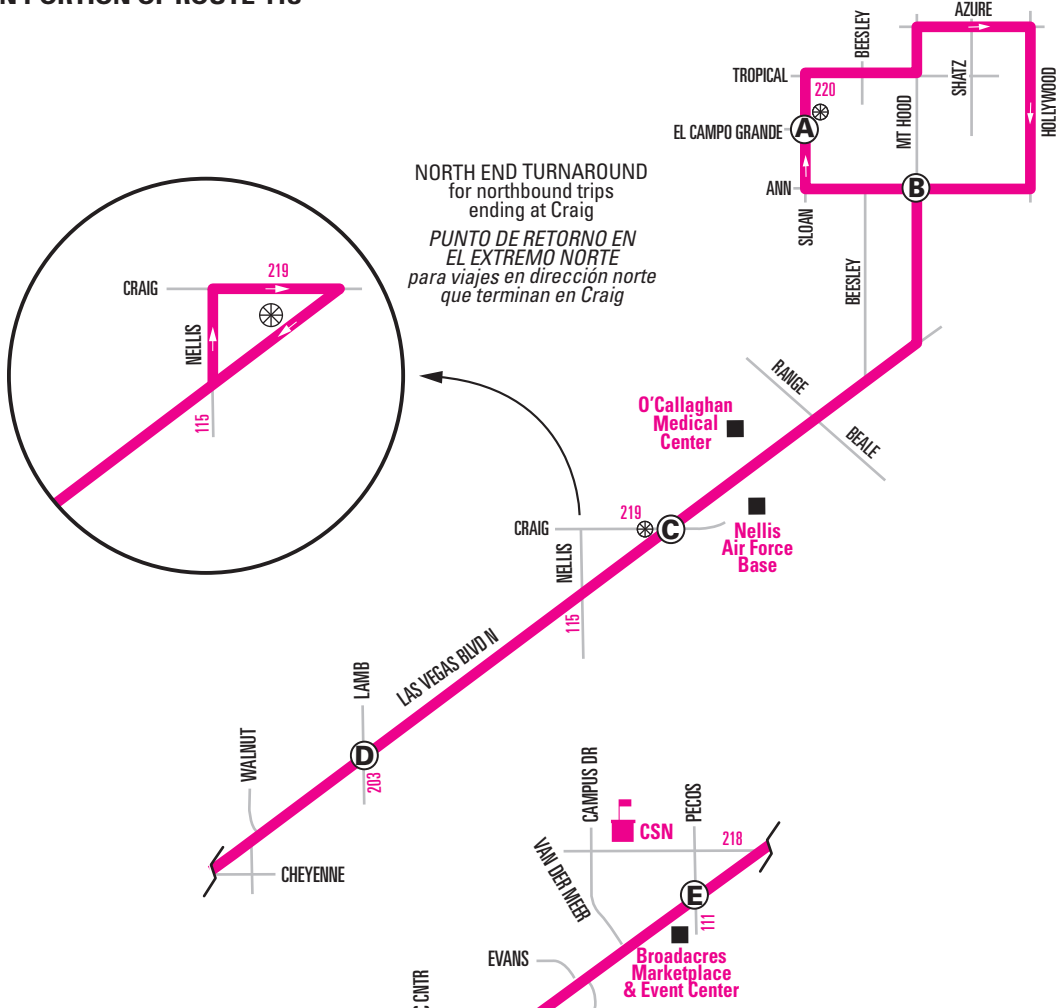 AZURE
BEESLEY
TROPICAL
SHATZ
HOLLYWOOD
220
MT HOOD
EL CAMPO GRANDE
A
ANN
B
SLOAN
NORTH END TURNAROUND
for northbound trips
ending at Craig
PUNTO DE RETORNO EN
EL EXTREMO NORTE
para viajes en dirección norte
que terminan en Craig
CRAIG
219
NELLIS
115
BEESLEY
RANGE
BEALE
O'Callaghan
Medical
Center
CRAIG
219
C
Nellis
Air Force
Base
NELLIS
115
LAS VEGAS BLVD N
LAMB
D
203
WALNUT
CHEYENNE
CAMPUS DR
CSN
PECOS
218
VAN DER MEER
E
111
EVANS
Broadacres
Marketplace
& Event Center
CNTR